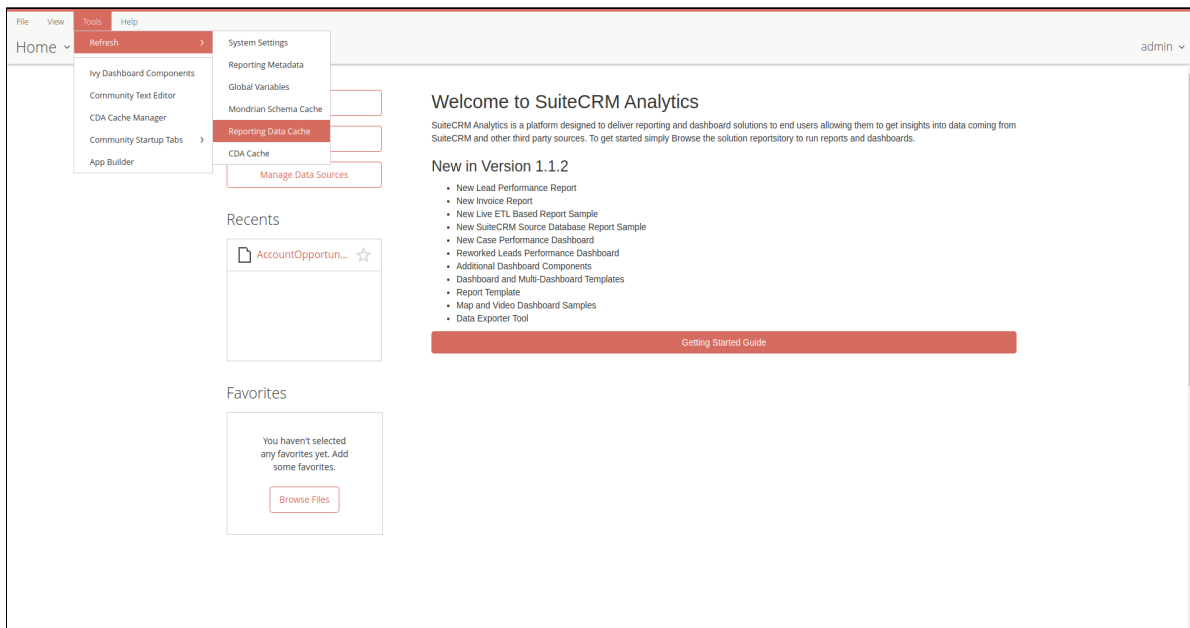 File View Tools Help
Home
admin
Refresh
Ivy Dashboard Components
Community Text Editor
CDA Cache Manager
Community Startup Tabs
App Builder
System Settings
Reporting Metadata
Global Variables
Mondrian Schema Cache
Reporting Data Cache
CDA Cache
Manage Data Sources
Recents
AccountOpportun...
Favorites
You haven't selected
any favorites yet. Add
some favorites.
Browse Files
Welcome to SuiteCRM Analytics
SuiteCRM Analytics is a platform designed to deliver reporting and dashboard solutions to end users allowing them to get insights into data coming from
SuiteCRM and other third party sources. To get started simply Browse the solution reportsitory to run reports and dashboards.
New in Version 1.1.2
• New Lead Performance Report
• New Invoice Report
• New Live ETL Based Report Sample
• New SuiteCRM Source Database Report Sample
• New Case Performance Dashboard
• Reworked Leads Performance Dashboard
• Additional Dashboard Components
• Dashboard and Multi-Dashboard Templates
• Report Template
• Map and Video Dashboard Samples
• Data Exporter Tool
Getting Started Guide